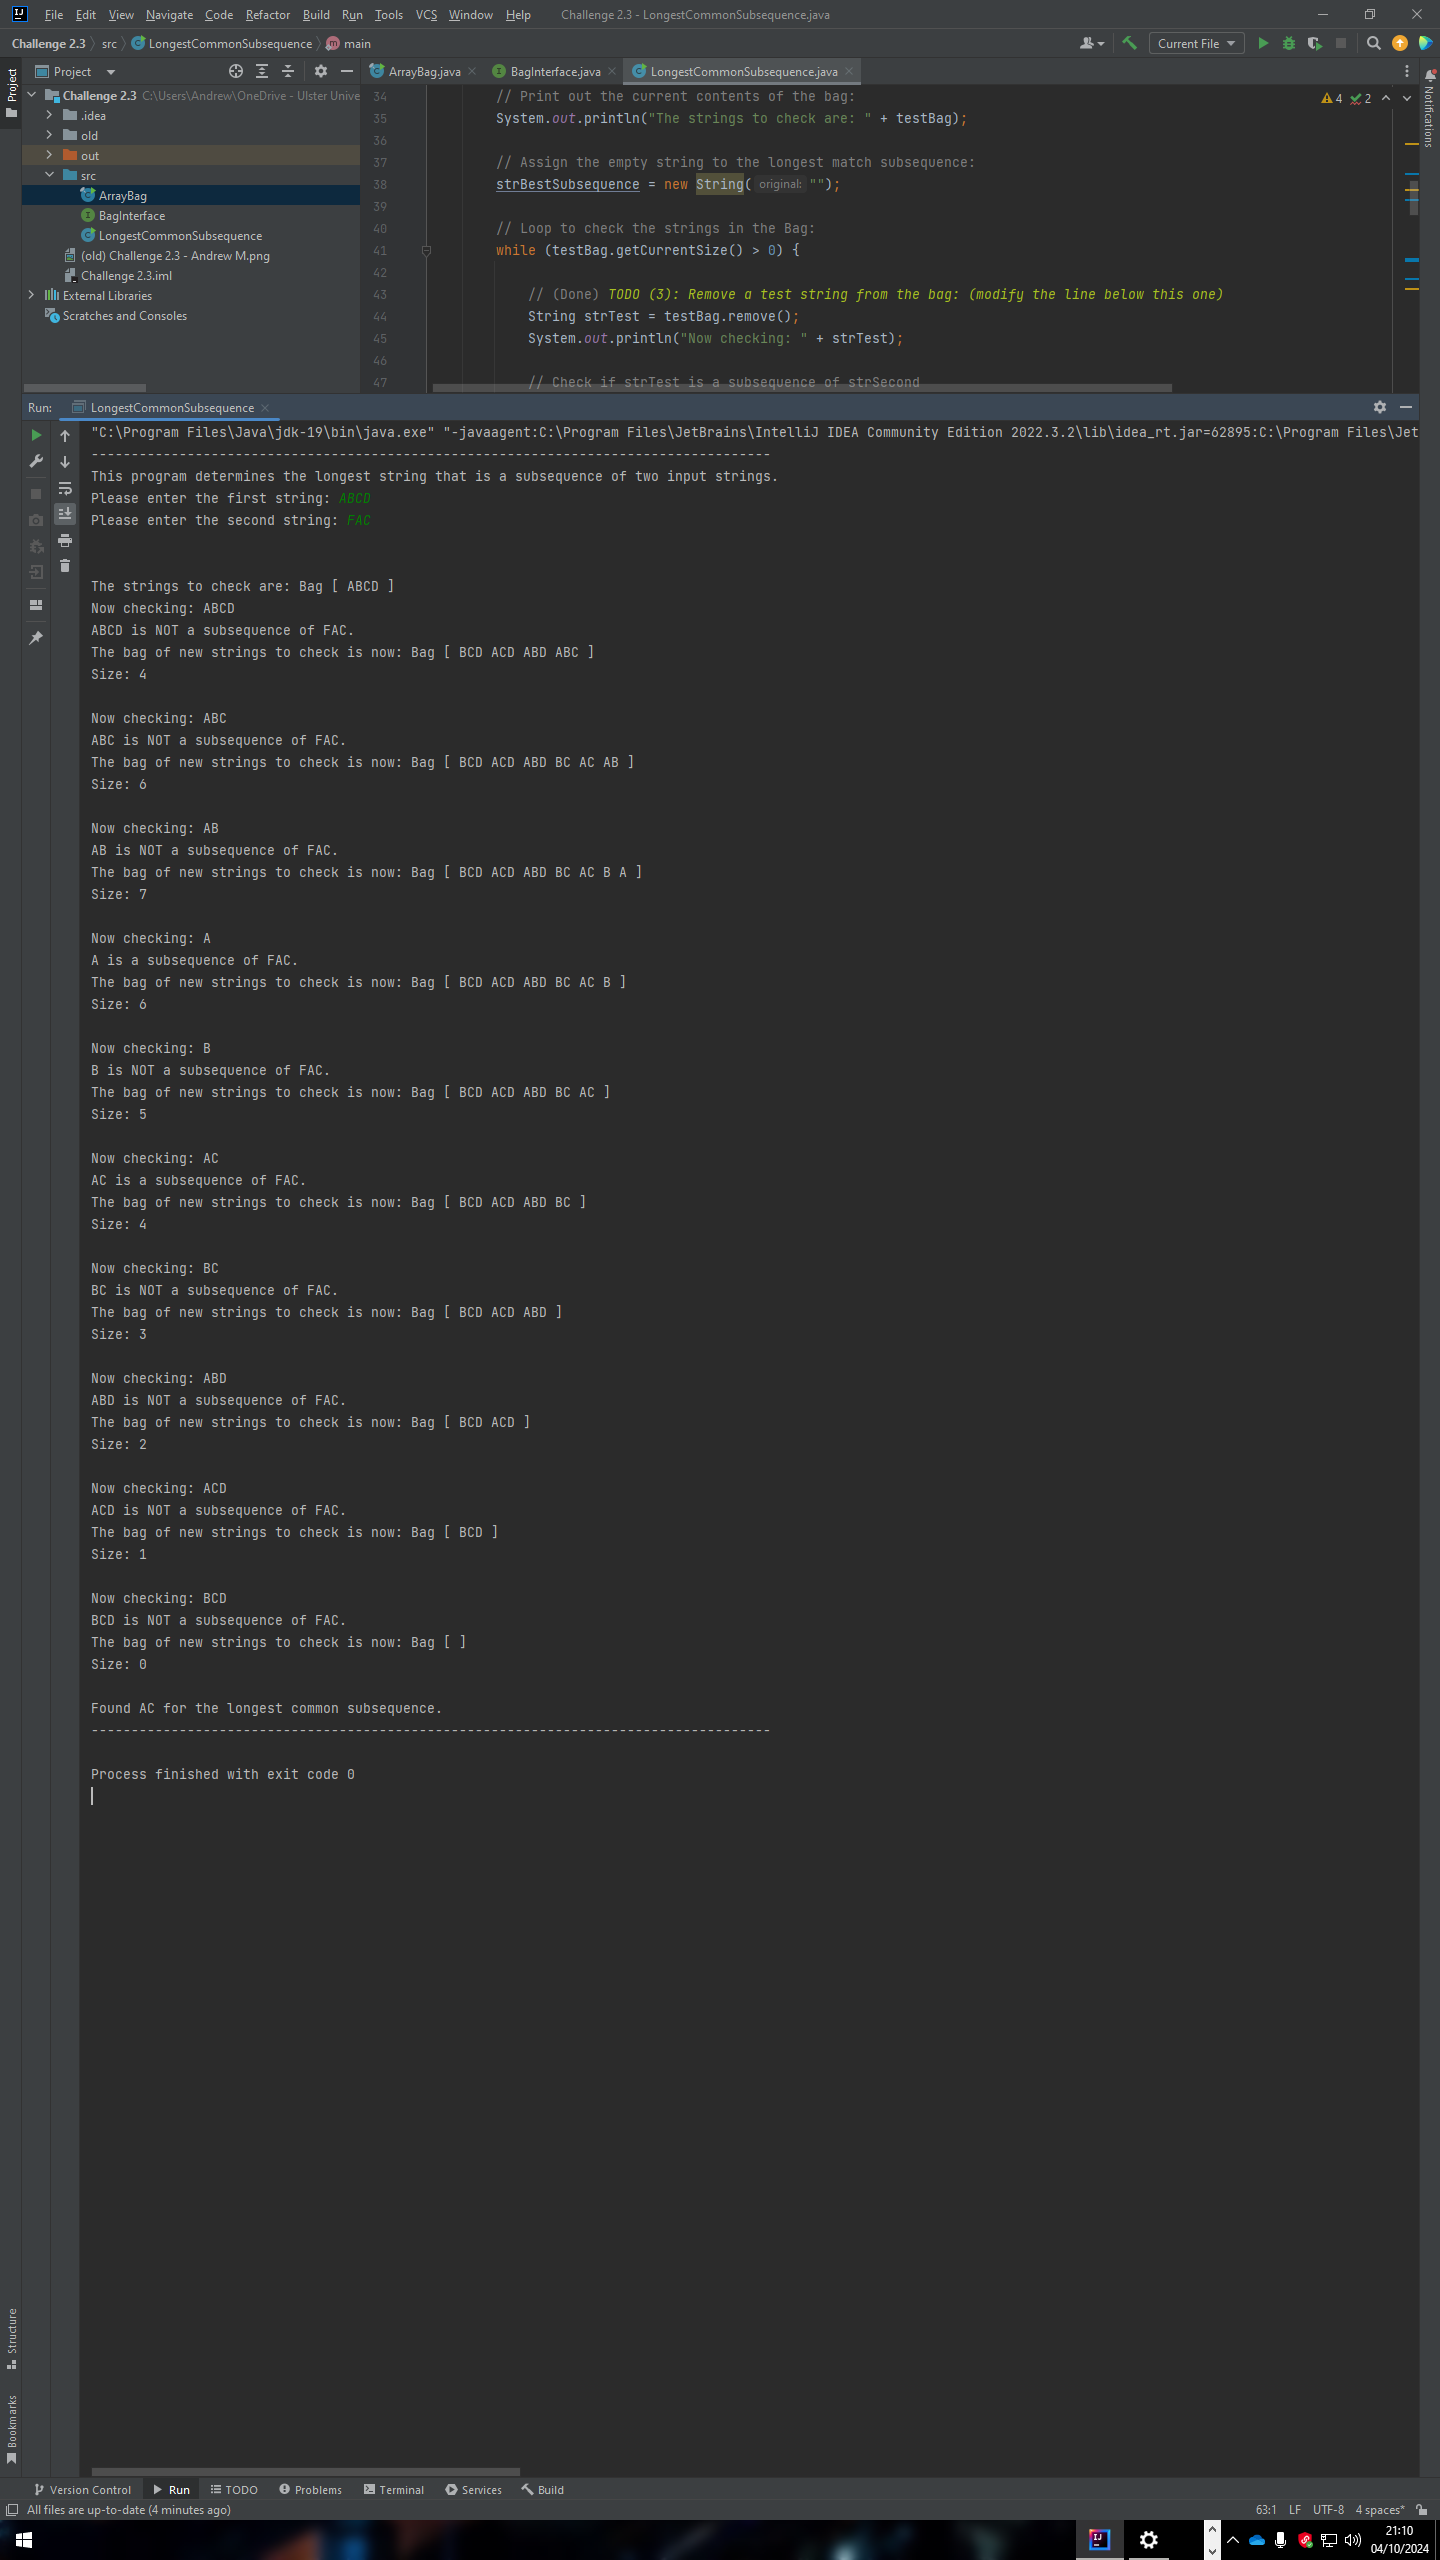 File Edit View Navigate Code Refactor Build Run Tools VCS Window Help Challenge 2.3 - LongestCommonSubsequence.java
Challenge 2.3 src LongestCommonSubsequence main Current File
Project ArrayBag.java BagInterface.java LongestCommonSubsequence.java
Project
Notifications
Challenge 2.3 C:\Users\Andrew\OneDrive - Ulster Unive
.idea
old
out
src
ArrayBag
BagInterface
LongestCommonSubsequence
(old) Challenge 2.3 - Andrew M.png
Challenge 2.3.iml
External Libraries
Scratches and Consoles
4 2
34 // Print out the current contents of the bag:
35 System.out.println("The strings to check are: " + testBag);
36
37 // Assign the empty string to the longest match subsequence:
38 strBestSubsequence = new String( original: "");
39
40 // Loop to check the strings in the Bag:
41 while (testBag.getCurrentSize() > 0) {
42
43 // (Done) TODO (3): Remove a test string from the bag: (modify the line below this one)
44 String strTest = testBag.remove();
45 System.out.println("Now checking: " + strTest);
46
47 // Check if strTest is a subsequence of strSecond
Run: LongestCommonSubsequence
"C:\Program Files\Java\jdk-19\bin\java.exe" "-javaagent:C:\Program Files\JetBrains\IntelliJ IDEA Community Edition 2022.3.2\lib\idea_rt.jar=62895:C:\Program Files\Jet
-------------------------------------------------------------------------------------
This program determines the longest string that is a subsequence of two input strings.
Please enter the first string: ABCD
Please enter the second string: FAC
The strings to check are: Bag [ ABCD ]
Now checking: ABCD
ABCD is NOT a subsequence of FAC.
The bag of new strings to check is now: Bag [ BCD ACD ABD ABC ]
Size: 4
Now checking: ABC
ABC is NOT a subsequence of FAC.
The bag of new strings to check is now: Bag [ BCD ACD ABD BC AC AB ]
Size: 6
Now checking: AB
AB is NOT a subsequence of FAC.
The bag of new strings to check is now: Bag [ BCD ACD ABD BC AC B A ]
Size: 7
Now checking: A
A is a subsequence of FAC.
The bag of new strings to check is now: Bag [ BCD ACD ABD BC AC B ]
Size: 6
Now checking: B
B is NOT a subsequence of FAC.
The bag of new strings to check is now: Bag [ BCD ACD ABD BC AC ]
Size: 5
Now checking: AC
AC is a subsequence of FAC.
The bag of new strings to check is now: Bag [ BCD ACD ABD BC ]
Size: 4
Now checking: BC
BC is NOT a subsequence of FAC.
The bag of new strings to check is now: Bag [ BCD ACD ABD ]
Size: 3
Now checking: ABD
ABD is NOT a subsequence of FAC.
The bag of new strings to check is now: Bag [ BCD ACD ]
Size: 2
Now checking: ACD
ACD is NOT a subsequence of FAC.
The bag of new strings to check is now: Bag [ BCD ]
Size: 1
Now checking: BCD
BCD is NOT a subsequence of FAC.
The bag of new strings to check is now: Bag [ ]
Size: 0
Found AC for the longest common subsequence.
-------------------------------------------------------------------------------------
Process finished with exit code 0
Structure
Bookmarks
Version Control Run TODO Problems Terminal Services Build
All files are up-to-date (4 minutes ago) 63:1 LF UTF-8 4 spaces*
21:10
04/10/2024